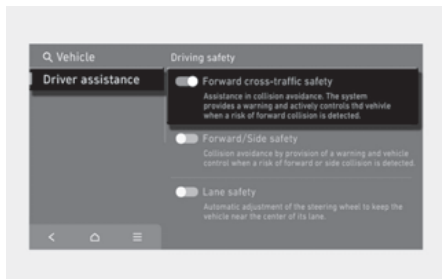 Vehicle
Driving safety
Driver assistance
Forward cross-traffic safety
Assistance in collision avoidance. The system
provides a warning and actively controls thd vehivle
when a risk of forward collision is detected.
Forward/Side safety
Collision avoidance by provision of a warning and vehicle
control when a risk of forward or side collision is detected.
Lane safety
Automatic adjustment of the steering wheel to keep the
vehicle near the center of its lane.